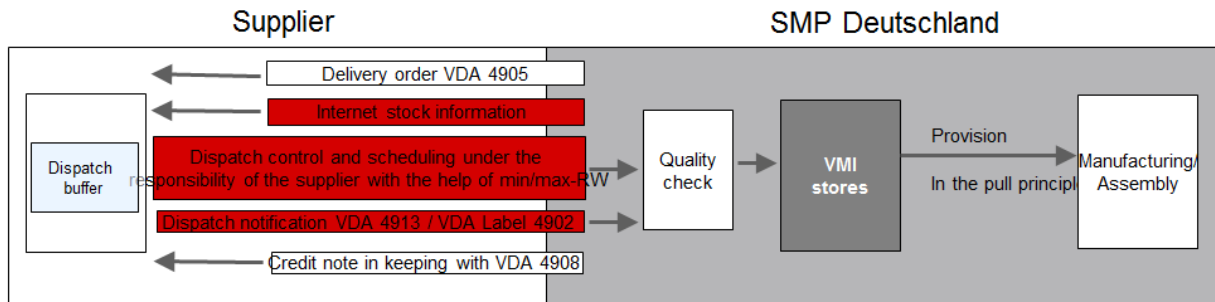 Supplier
SMP Deutschland
Delivery order VDA 4905
Internet stock information
Dispatch control and scheduling under the
responsibility of the supplier with the help of min/max-RW
Dispatch notification VDA 4913 / VDA Label 4902
Credit note in keeping with VDA 4908
Dispatch
buffer
Quality
check
VMI
stores
Provision
In the pull principle
Manufacturing/
Assembly